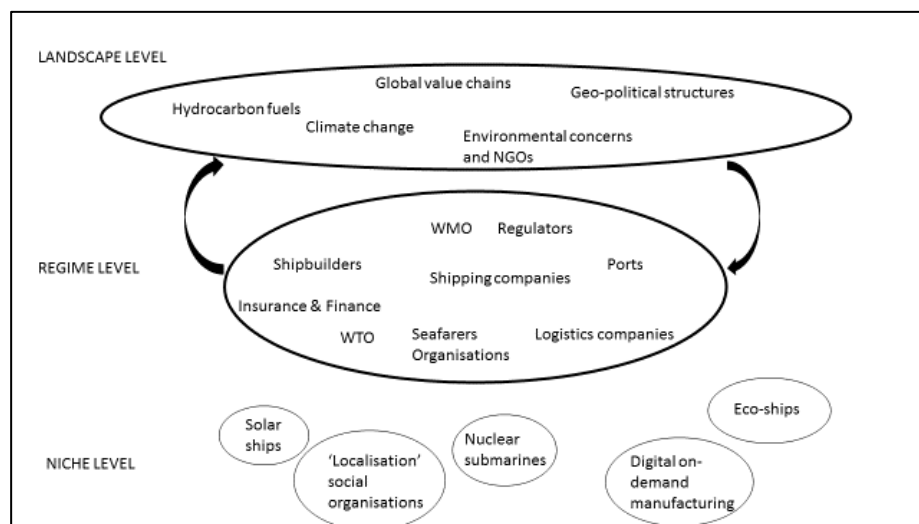 LANDSCAPE LEVEL
Global value chains
Geo-political structures
Hydrocarbon fuels
Climate change
Environmental concerns
and NGOs
WMO
Regulators
REGIME LEVEL
Shipbuilders
Shipping companies
Ports
Insurance & Finance
WTO
Seafarers
Organisations
Logistics companies
Eco-ships
Solar
ships
Nuclear
submarines
NICHE LEVEL
'Localisation'
social
organisations
Digital on-
demand
manufacturing